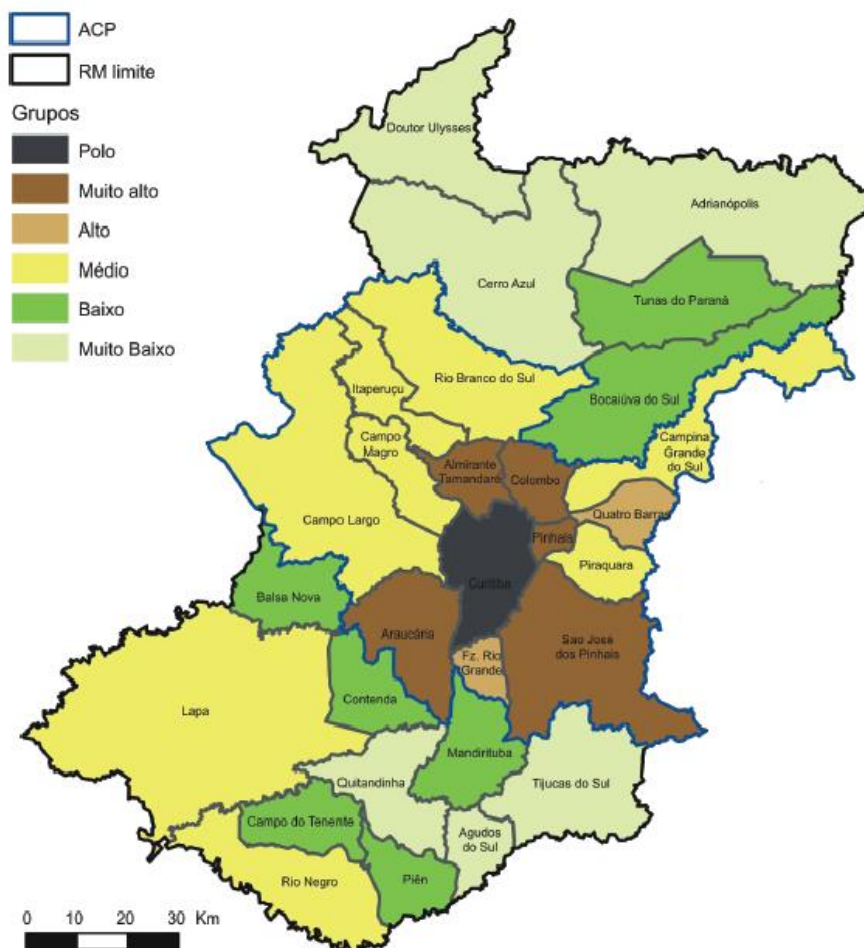 ACP
RM limite
Grupos
Polo
Muito alto
Alto
Médio
Baixo
Muito Baixo
Doutor Ulysses
Adrianópolis
Cerro Azul
Tunas do Paraná
Itaperuçu
Rio Branco do Sul
Bocaiúva do Sul
Campo
Magro
Campina
Grande
do Sul
Almirante
Tamandaré
Colombo
Quatro Barras
Campo Largo
Pinhais
Piraquara
Curitiba
Balsa Nova
Araucária
Sao José
dos Pinhais
Fz. Rio
Grande
Contenda
Lapa
Mandirituba
Quitandinha
Tijucas do Sul
Campo do Tenente
Agudos
do Sul
Rio Negro
Piên
0 10 20 30 Km